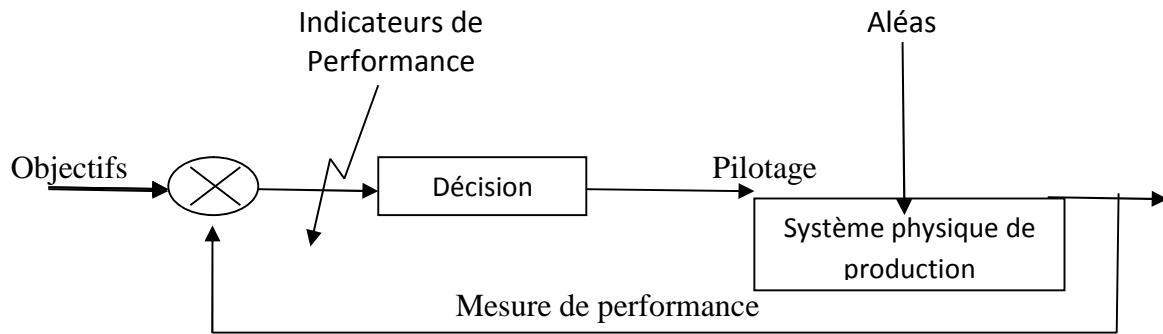 Indicateurs de
Performance
Aléas
Objectifs
Décision
Pilotage
Système physique de
production
Mesure de performance